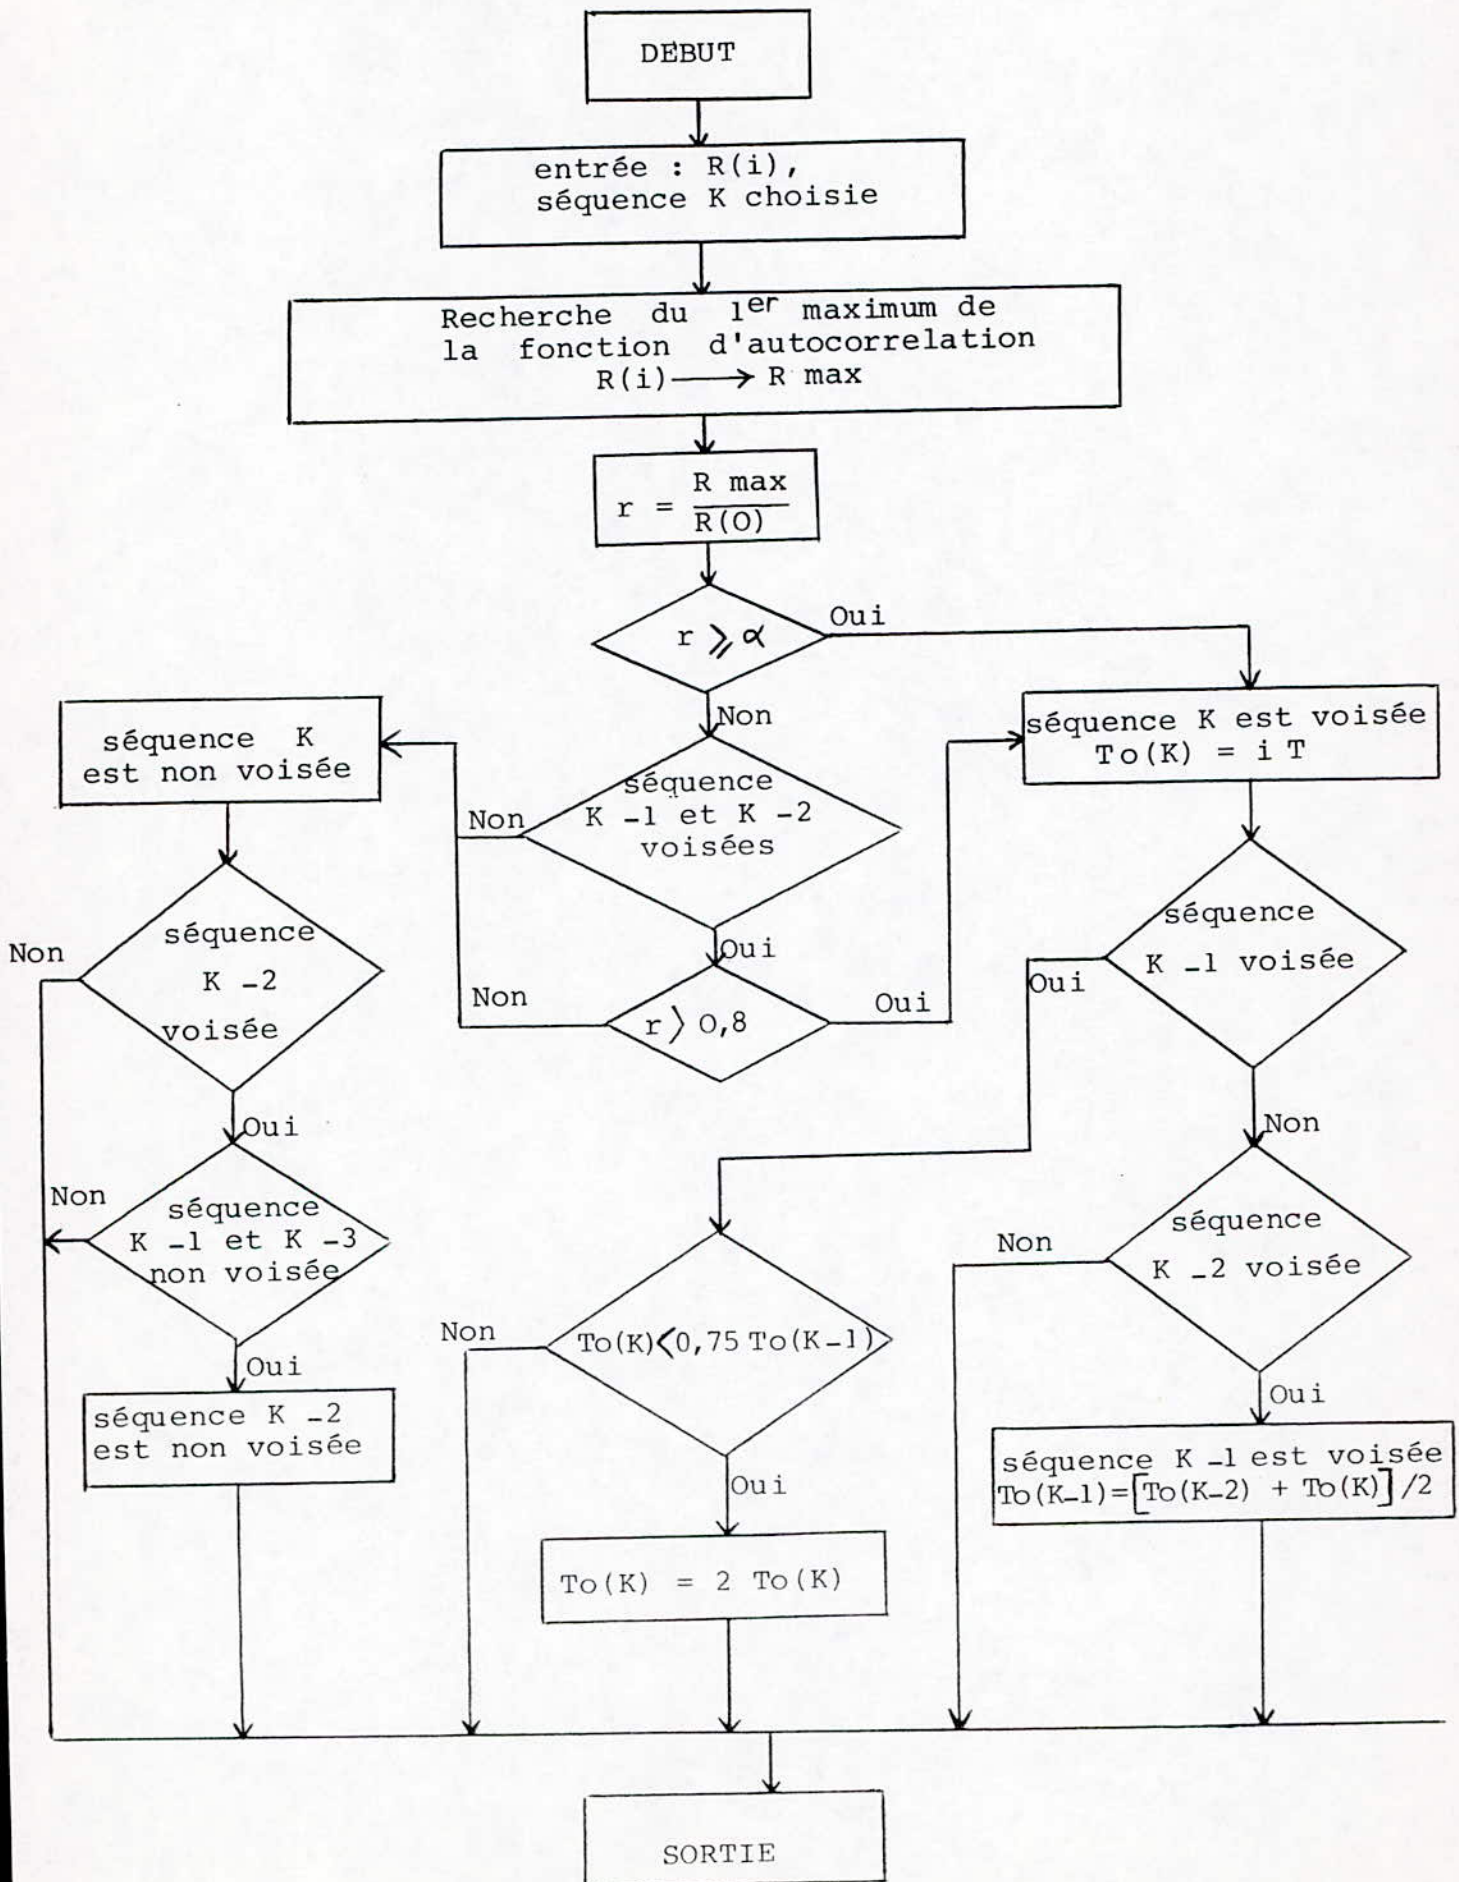 DEBUT
entrée : R(i),
séquence K choisie
Recherche du 1er maximum de
la fonction d'autocorrelation
R(i) ⟶ R max
r = R max / R(O)
r ⩾ α
Oui
Non
séquence K
est non voisée
séquence
K -1 et K -2
voisées
Non
Oui
séquence K est voisée
To(K) = i T
r > 0,8
Non
Oui
séquence
K -2
voisée
Non
Oui
séquence
K -1 voisée
Oui
Non
séquence
K -1 et K -3
non voisée
Non
Oui
séquence
K -2 voisée
Non
Oui
To(K)<0,75 To(K-1)
Non
Oui
séquence K -2
est non voisée
séquence K -1 est voisée
To(K-1)=[To(K-2) + To(K)]/2
To(K) = 2 To(K)
SORTIE